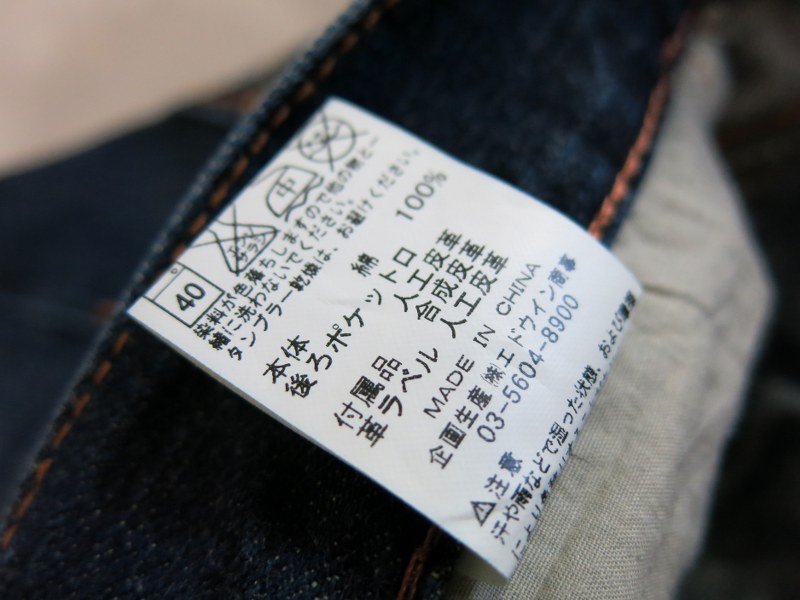 40
サラシ
中
染料が色落ちしますので他の物と一
緒に洗わないでください。
タンブラー乾燥は、お避けください。
本体 綿 100%
後ろポケット口 人工皮革
付属品 合成皮革
革ラベル 人工皮革
MADE IN CHINA
企画生産 ㈱エドウイン商事
03-5604-8900
⚠注意
汗や雨などで湿った状態、および